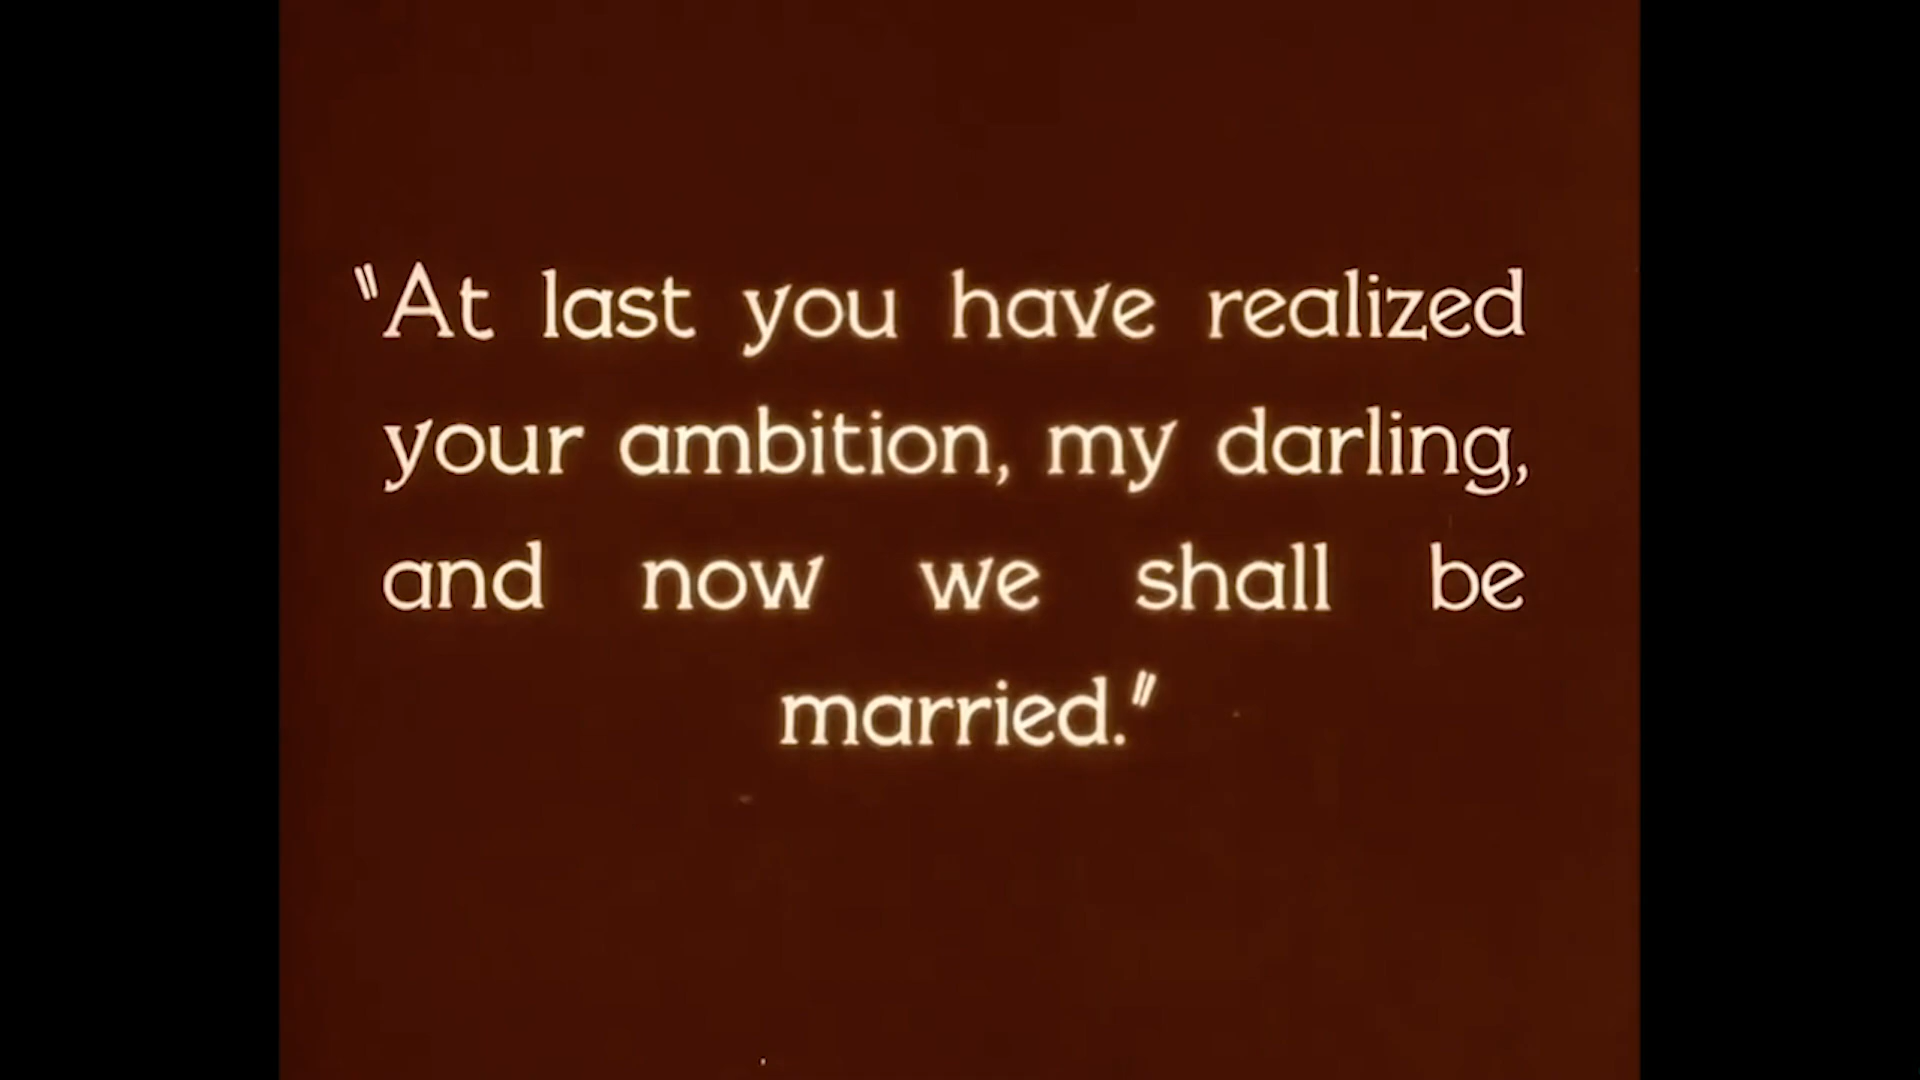 "At last you have realized
your ambition, my darling,
and now we shall be
married."